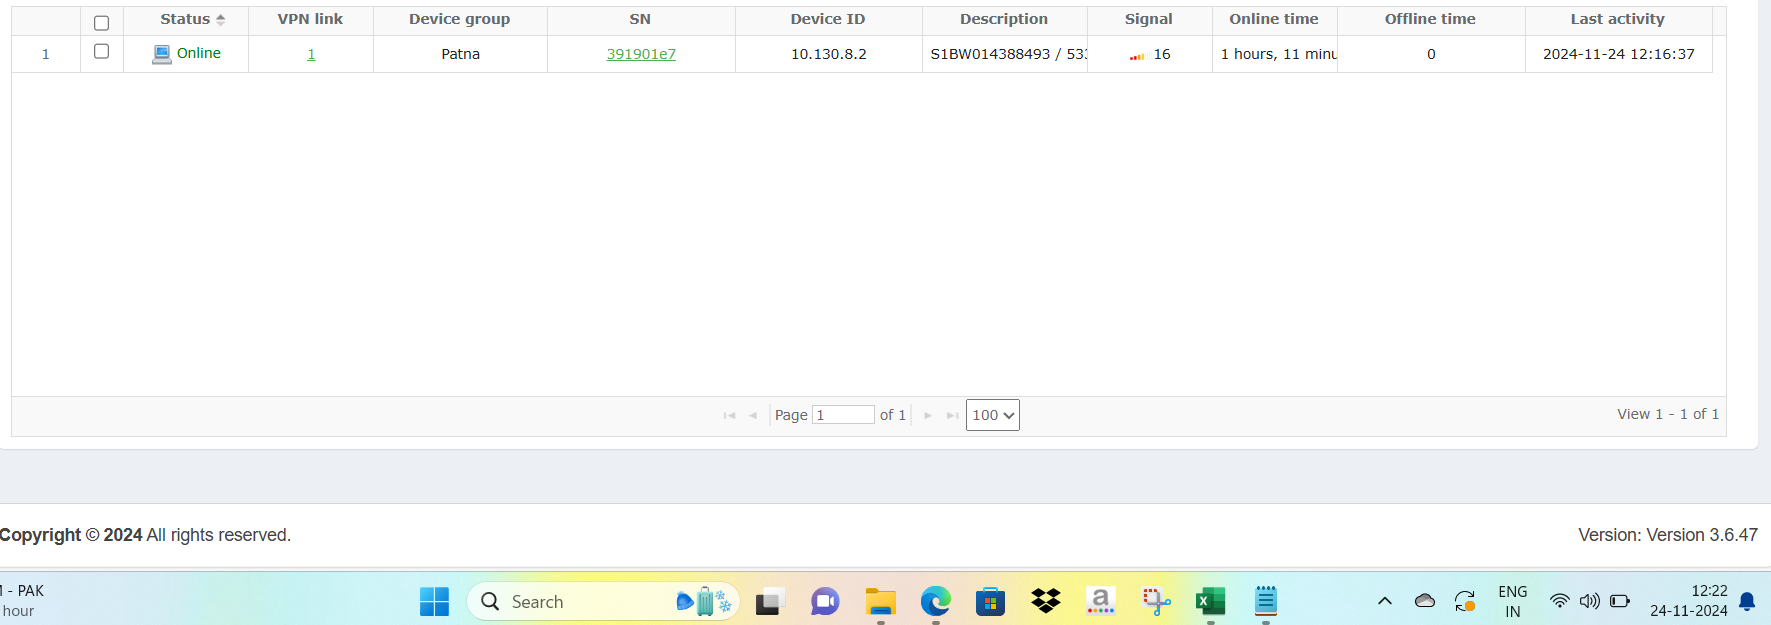 Status VPN link Device group SN Device ID Description Signal Online time Offline time Last activity
1 Online 1 Patna 391901e7 10.130.8.2 S1BW014388493 / 53 16 1 hours, 11 minu 0 2024-11-24 12:16:37
Page 1 of 1 100 View 1 - 1 of 1
Copyright © 2024 All rights reserved. Version: Version 3.6.47
- PAK
hour
Search
ENG
IN
12:22
24-11-2024